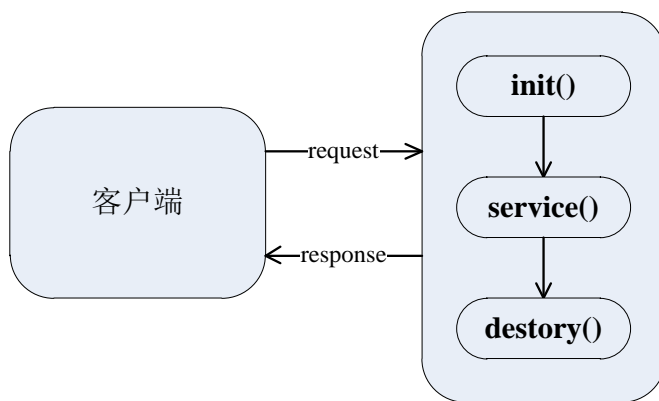 客户端
request
response
init()
service()
destory()